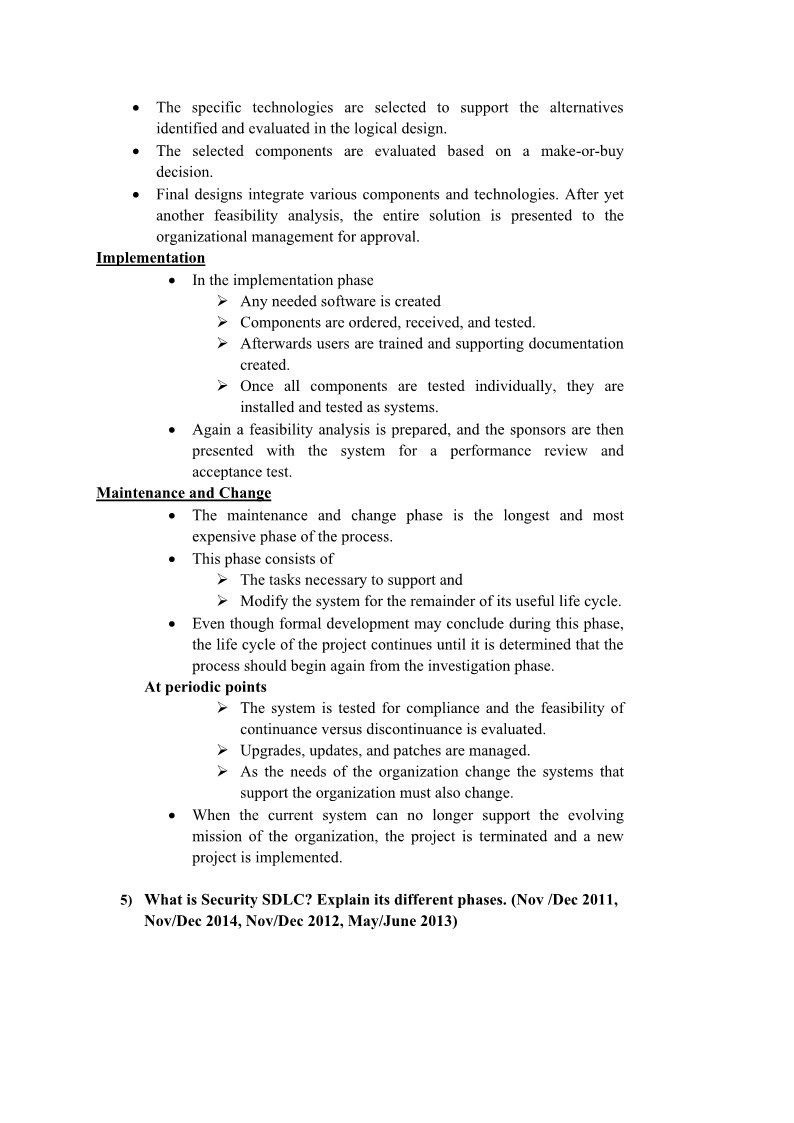 • The specific technologies are selected to support the alternatives
identified and evaluated in the logical design.
• The selected components are evaluated based on a make-or-buy
decision.
• Final designs integrate various components and technologies. After yet
another feasibility analysis, the entire solution is presented to the
organizational management for approval.
Implementation
• In the implementation phase
➢ Any needed software is created
➢ Components are ordered, received, and tested.
➢ Afterwards users are trained and supporting documentation
created.
➢ Once all components are tested individually, they are
installed and tested as systems.
• Again a feasibility analysis is prepared, and the sponsors are then
presented with the system for a performance review and
acceptance test.
Maintenance and Change
• The maintenance and change phase is the longest and most
expensive phase of the process.
• This phase consists of
➢ The tasks necessary to support and
➢ Modify the system for the remainder of its useful life cycle.
• Even though formal development may conclude during this phase,
the life cycle of the project continues until it is determined that the
process should begin again from the investigation phase.
At periodic points
➢ The system is tested for compliance and the feasibility of
continuance versus discontinuance is evaluated.
➢ Upgrades, updates, and patches are managed.
➢ As the needs of the organization change the systems that
support the organization must also change.
• When the current system can no longer support the evolving
mission of the organization, the project is terminated and a new
project is implemented.
5) What is Security SDLC? Explain its different phases. (Nov /Dec 2011,
Nov/Dec 2014, Nov/Dec 2012, May/June 2013)